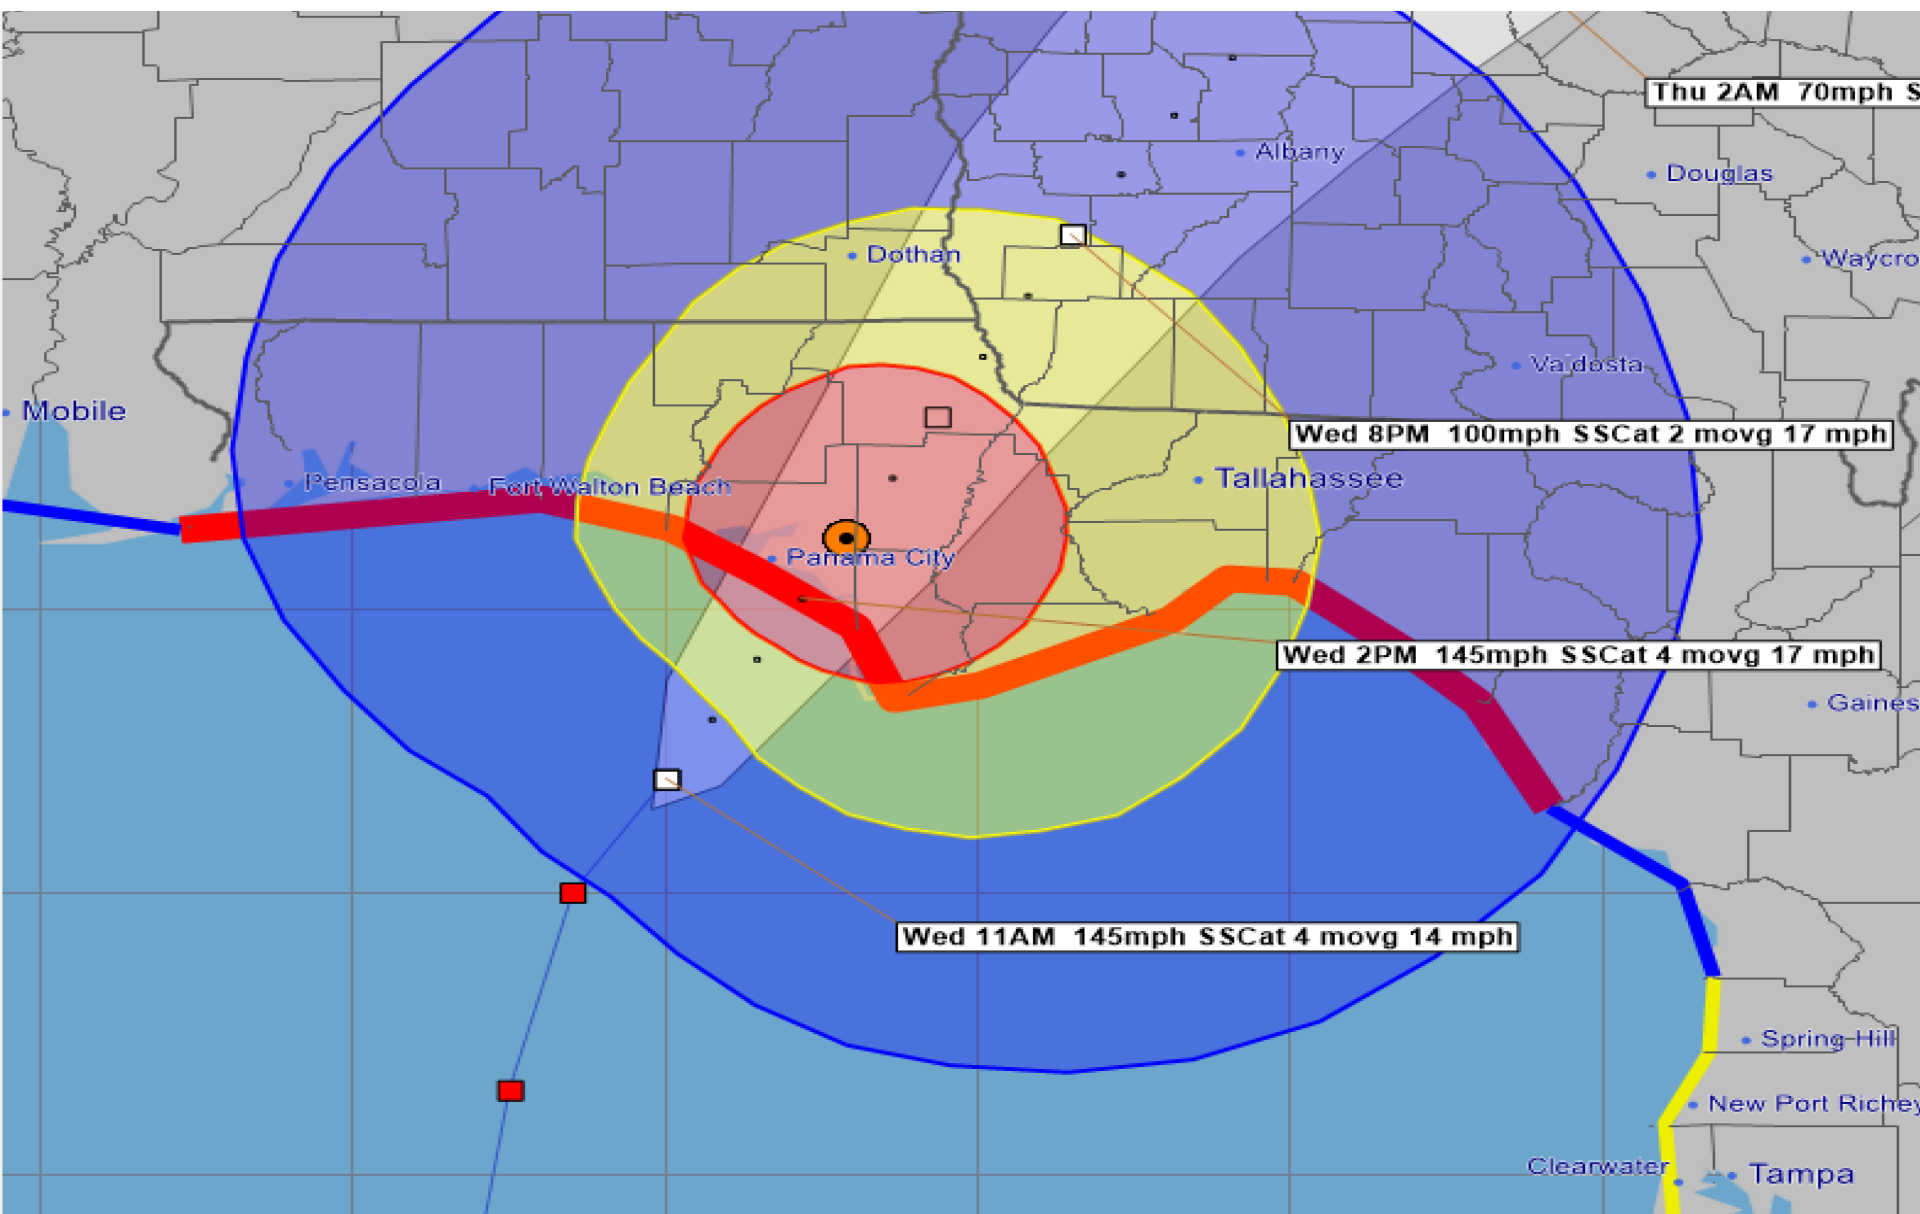 Thu 2AM 70mph S
Albany
Douglas
Dothan
Waycro
Valdosta
Mobile
Wed 8PM 100mph SSCat 2 movg 17 mph
Pensacola
Fort Walton Beach
Tallahassee
Panama City
Wed 2PM 145mph SSCat 4 movg 17 mph
Gaines
Wed 11AM 145mph SSCat 4 movg 14 mph
Spring Hill
New Port Richey
Clearwater
Tampa